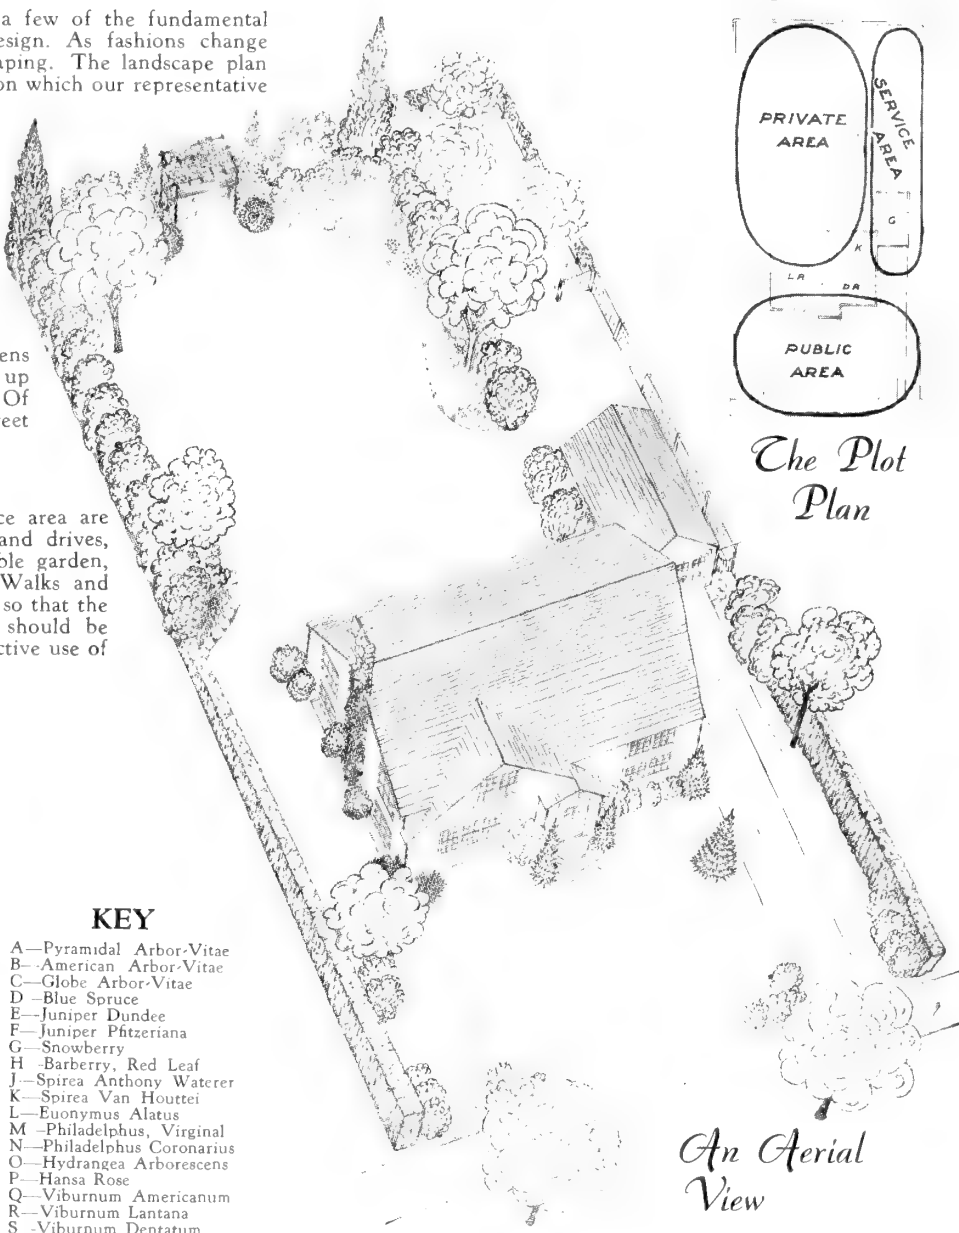 a few of the fundamental
esign. As fashions change
aping. The landscape plan
on which our representative
PRIVATE
AREA
SERVICE
AREA
G
K
LR
DR
PUBLIC
AREA
The Plot
Plan
ens
up
Of
eet
ce area are
and drives,
ble garden,
Walks and
so that the
should be
ctive use of
KEY
A—Pyramidal Arbor-Vitae
B—American Arbor-Vitae
C—Globe Arbor-Vitae
D—Blue Spruce
E—Juniper Dundee
F—Juniper Pfitzeriana
G—Snowberry
H—Barberry, Red Leaf
J—Spirea Anthony Waterer
K—Spirea Van Houttei
L—Euonymus Alatus
M—Philadelphus, Virginal
N—Philadelphus Coronarius
O—Hydrangea Arborescens
P—Hansa Rose
Q—Viburnum Americanum
R—Viburnum Lantana
S—Viburnum Dentatum
An Aerial
View